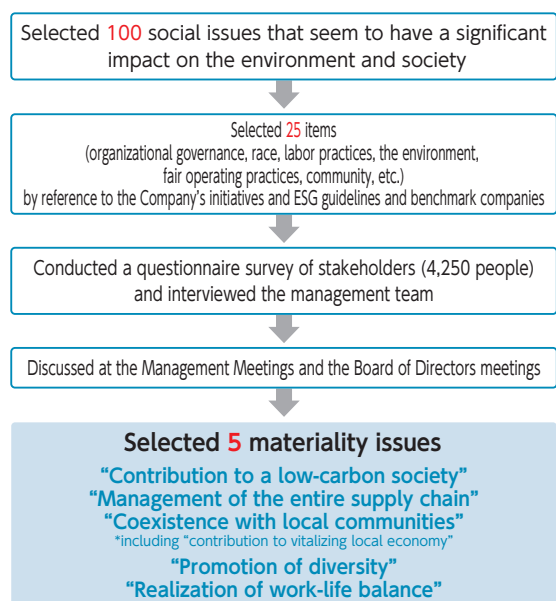 Selected 100 social issues that seem to have a significant
impact on the environment and society
Selected 25 items
(organizational governance, race, labor practices, the environment,
fair operating practices, community, etc.)
by reference to the Company's initiatives and ESG guidelines and benchmark companies
Conducted a questionnaire survey of stakeholders (4,250 people)
and interviewed the management team
Discussed at the Management Meetings and the Board of Directors meetings
Selected 5 materiality issues
“Contribution to a low-carbon society”
“Management of the entire supply chain”
“Coexistence with local communities”
*including “contribution to vitalizing local economy”
“Promotion of diversity”
“Realization of work-life balance”